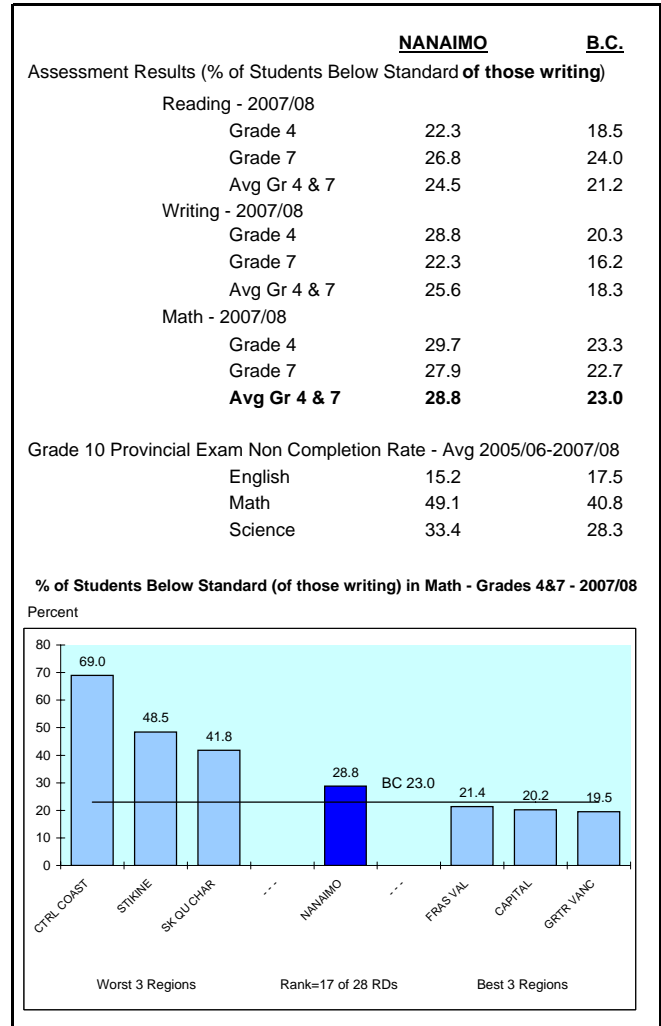 NANAIMO B.C.
Assessment Results (% of Students Below Standard of those writing)
Reading - 2007/08
Grade 4 22.3 18.5
Grade 7 26.8 24.0
Avg Gr 4 & 7 24.5 21.2
Writing - 2007/08
Grade 4 28.8 20.3
Grade 7 22.3 16.2
Avg Gr 4 & 7 25.6 18.3
Math - 2007/08
Grade 4 29.7 23.3
Grade 7 27.9 22.7
Avg Gr 4 & 7 28.8 23.0
Grade 10 Provincial Exam Non Completion Rate - Avg 2005/06-2007/08
English 15.2 17.5
Math 49.1 40.8
Science 33.4 28.3
% of Students Below Standard (of those writing) in Math - Grades 4&7 - 2007/08
Percent
80
70
60
50
40
30
20
10
0
69.0
48.5
41.8
28.8
BC 23.0
21.4
20.2
19.5
CTRL COAST
STIKINE
SK QU CHAR
- - -
NANAIMO
- - -
FRAS VAL
CAPITAL
GRTR VANC
Worst 3 Regions Rank=17 of 28 RDs Best 3 Regions